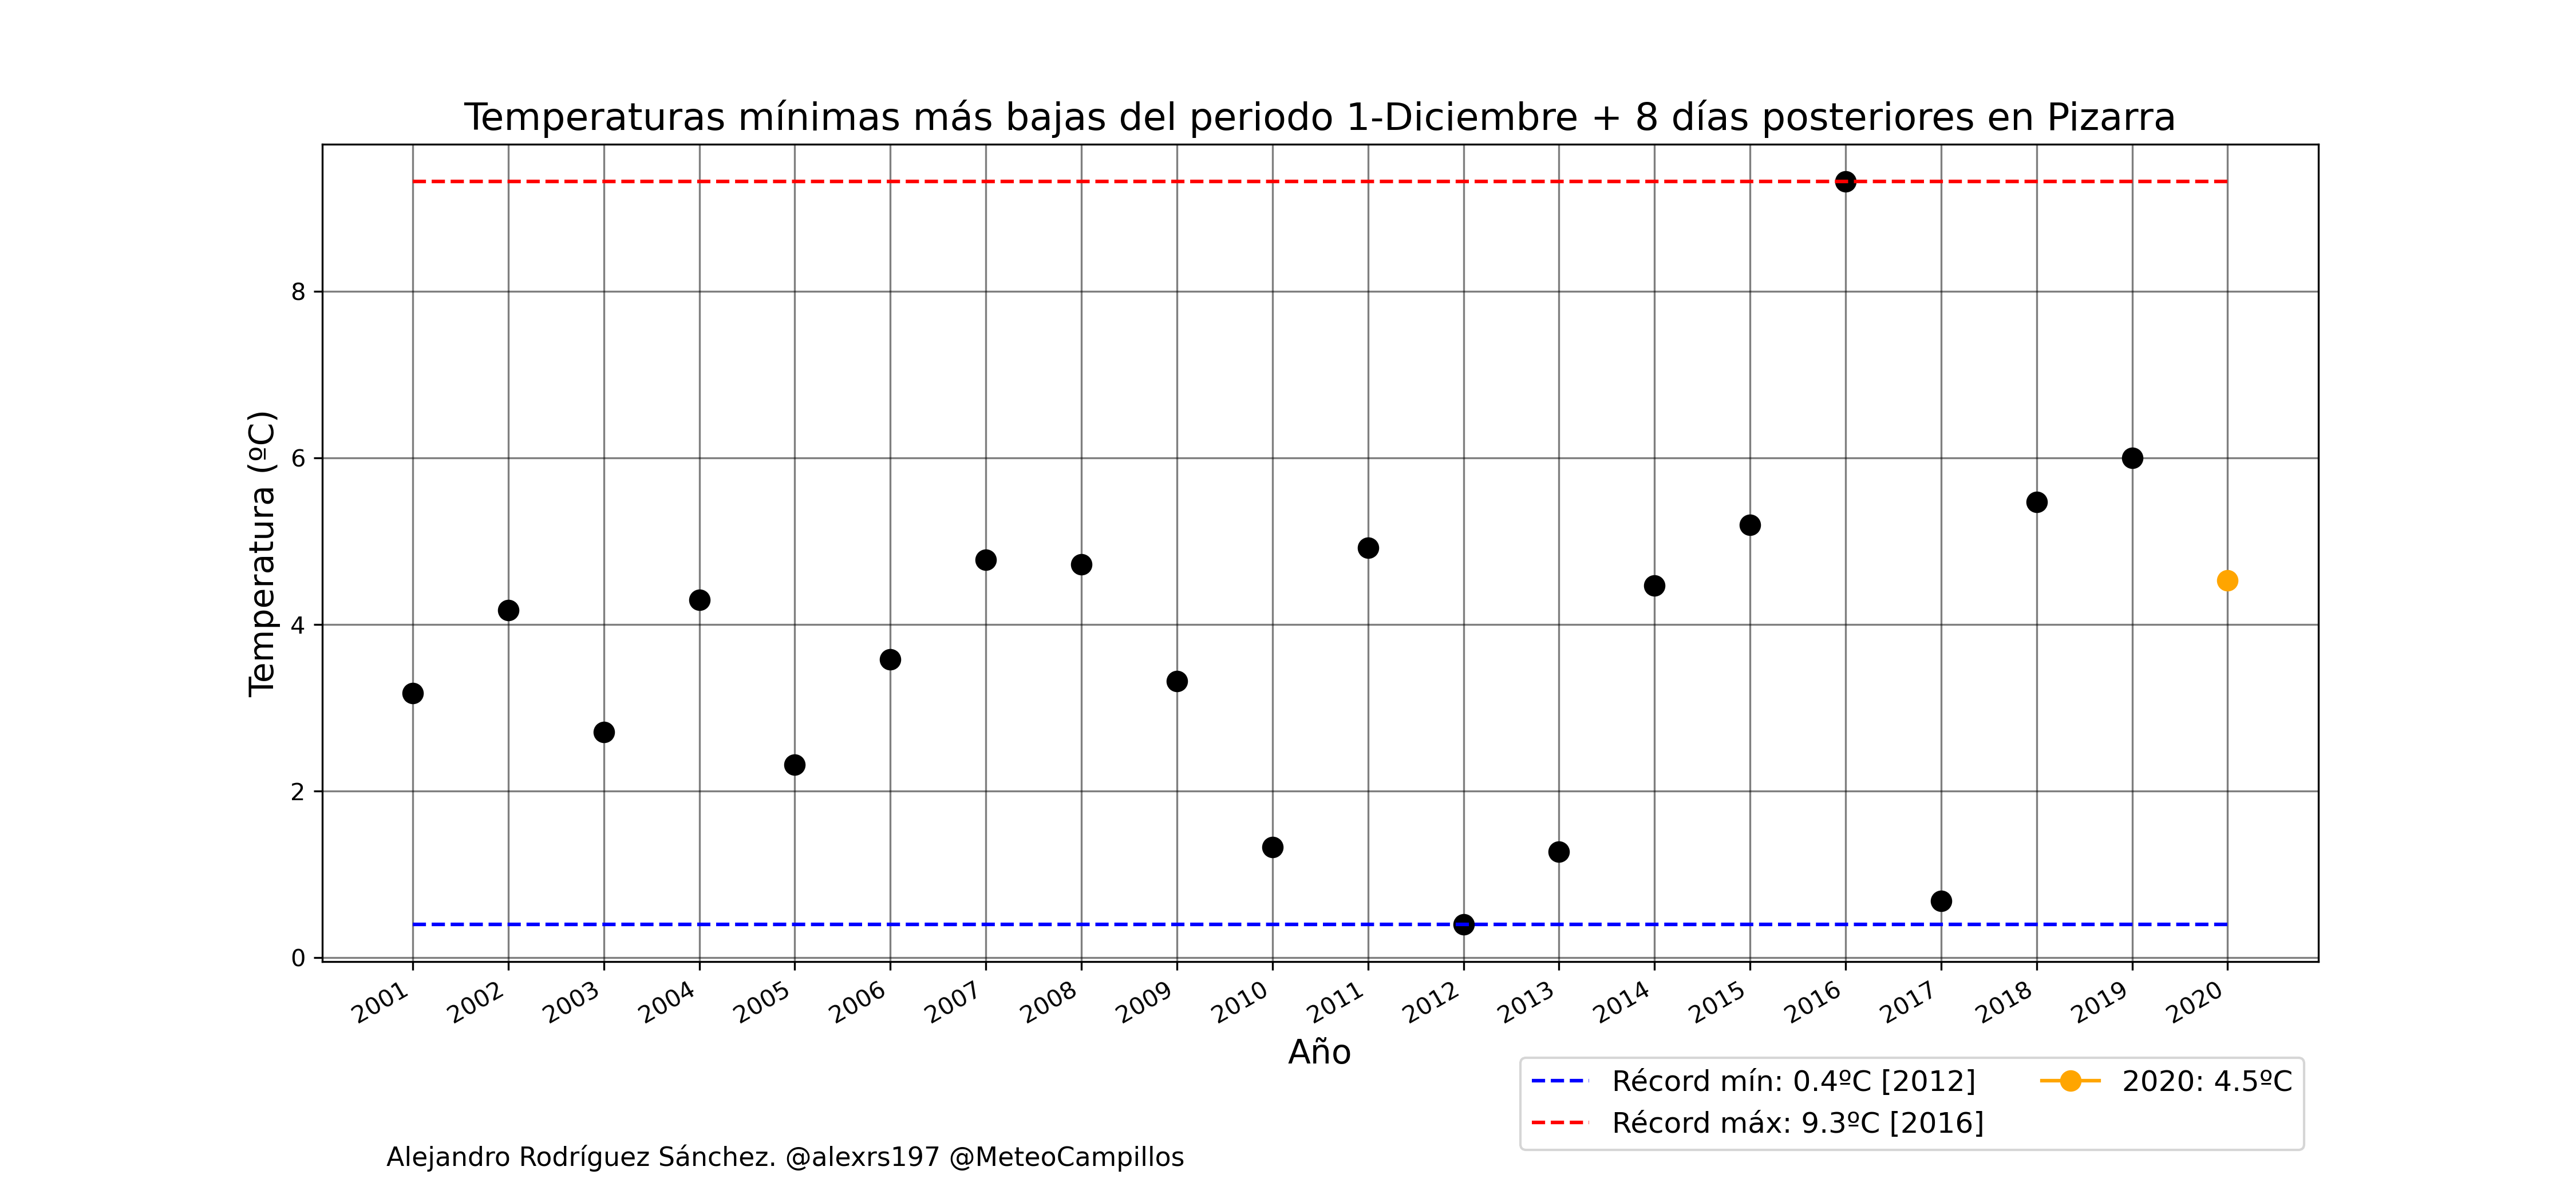 Temperaturas mínimas más bajas del periodo 1-Diciembre + 8 días posteriores en Pizarra
Temperatura (ºC)
8
6
4
2
0
2001 2002 2003 2004 2005 2006 2007 2008 2009 2010 2011 2012 2013 2014 2015 2016 2017 2018 2019 2020
Año
Récord mín: 0.4ºC [2012]
Récord máx: 9.3ºC [2016]
2020: 4.5ºC
Alejandro Rodríguez Sánchez. @alexrs197 @MeteoCampillos